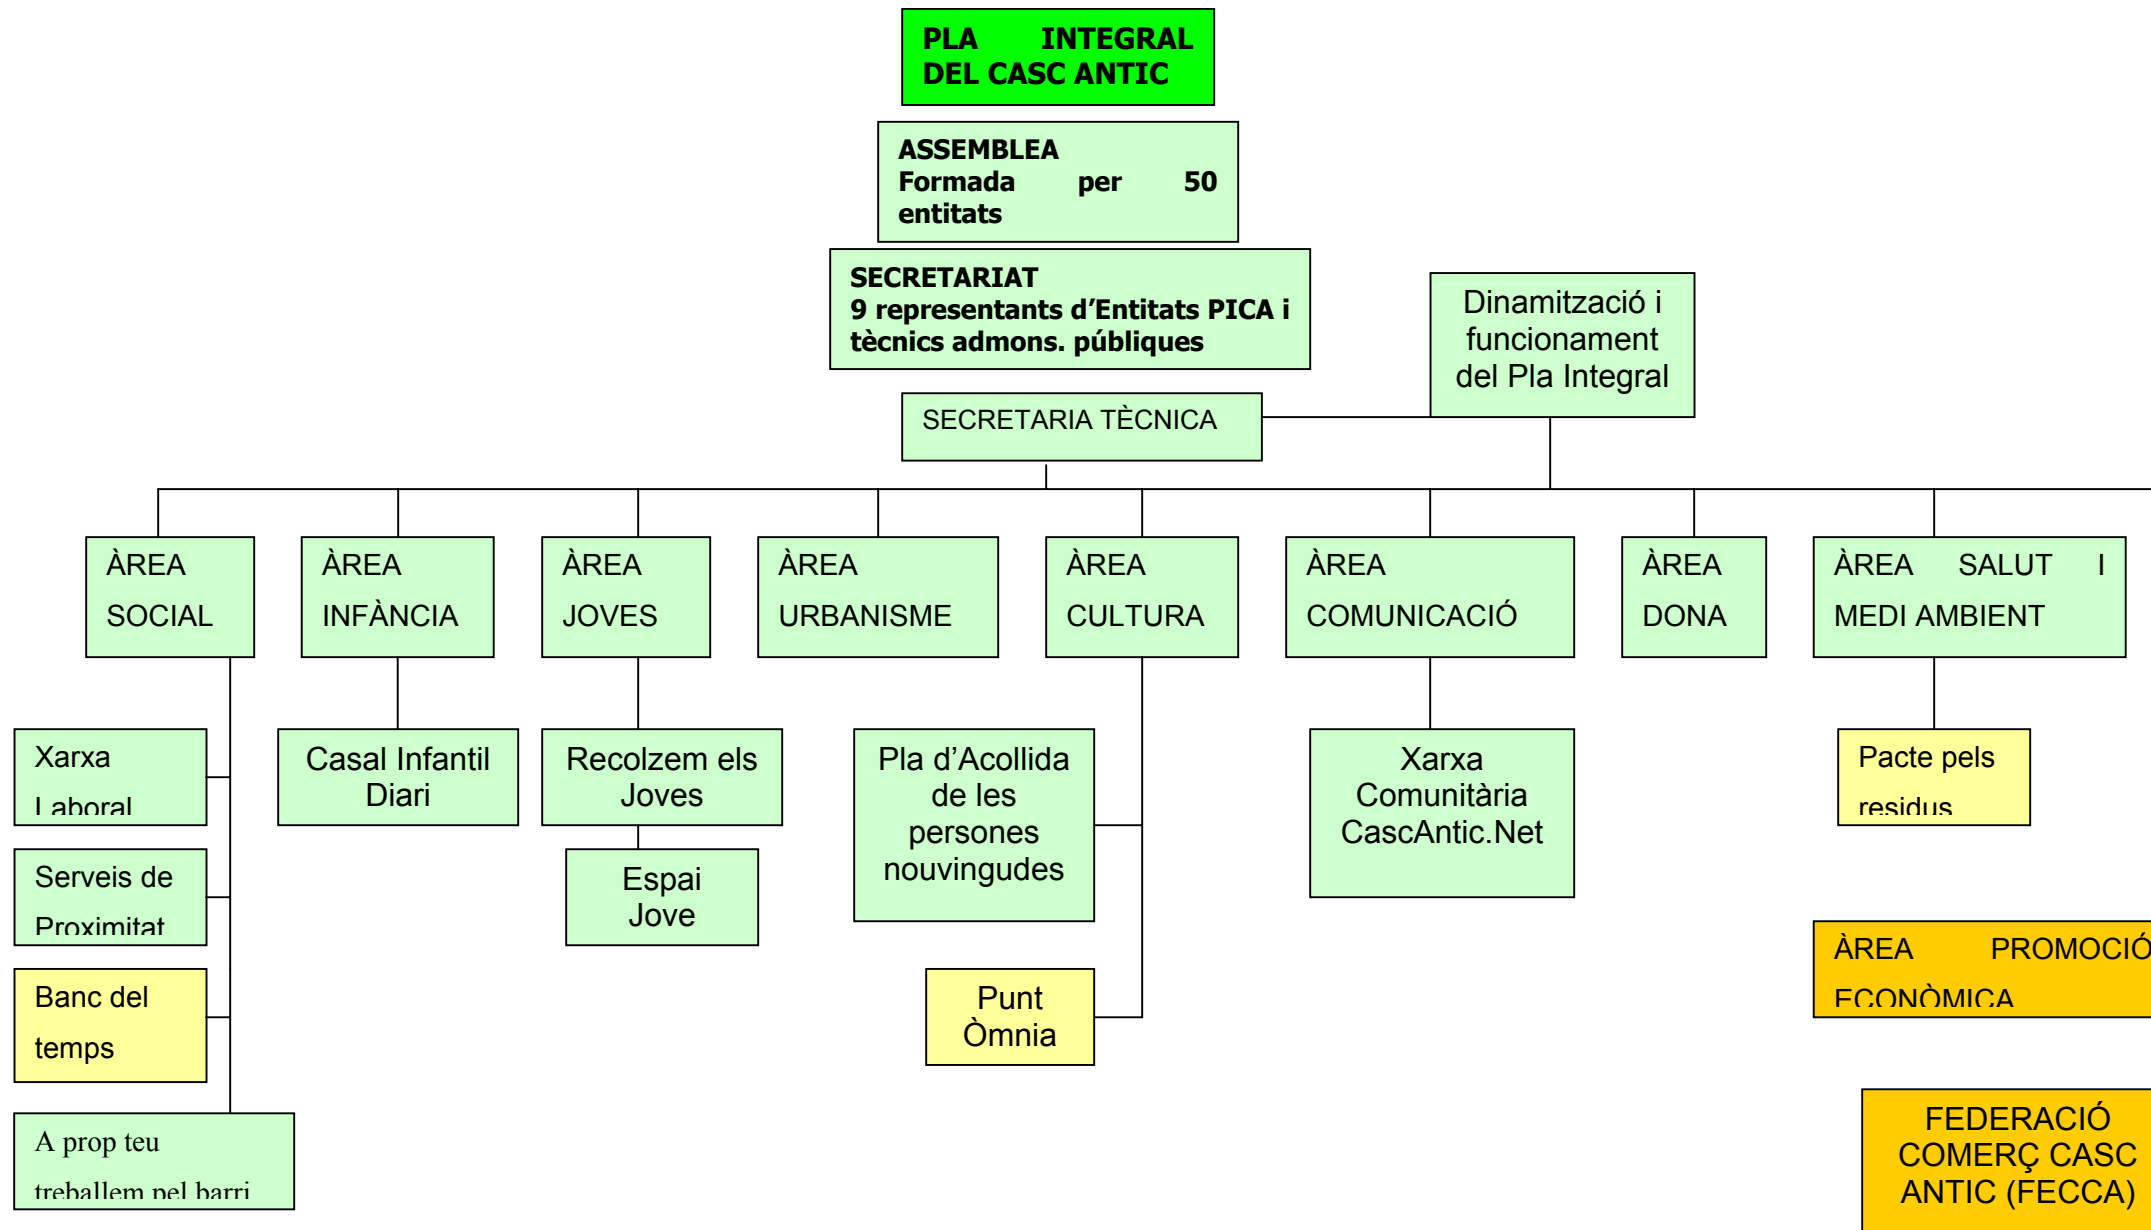 PLA INTEGRAL
DEL CASC ANTIC
ASSEMBLEA
Formada per 50
entitats
SECRETARIAT
9 representants d’Entitats PICA i
tècnics admons. públiques
Dinamització i
funcionament
del Pla Integral
SECRETARIA TÈCNICA
ÀREA
SOCIAL
ÀREA
INFÀNCIA
ÀREA
JOVES
ÀREA
URBANISME
ÀREA
CULTURA
ÀREA
COMUNICACIÓ
ÀREA
DONA
ÀREA SALUT I
MEDI AMBIENT
Xarxa
Laboral
Serveis de
Proximitat
Banc del
temps
A prop teu
treballem pel barri
Casal Infantil
Diari
Recolzem els
Joves
Espai
Jove
Pla d’Acollida
de les
persones
nouvingudes
Punt
Òmnia
Xarxa
Comunitària
CascAntic.Net
Pacte pels
residus
ÀREA PROMOCIÓ
ECONÒMICA
FEDERACIÓ
COMERÇ CASC
ANTIC (FECCA)